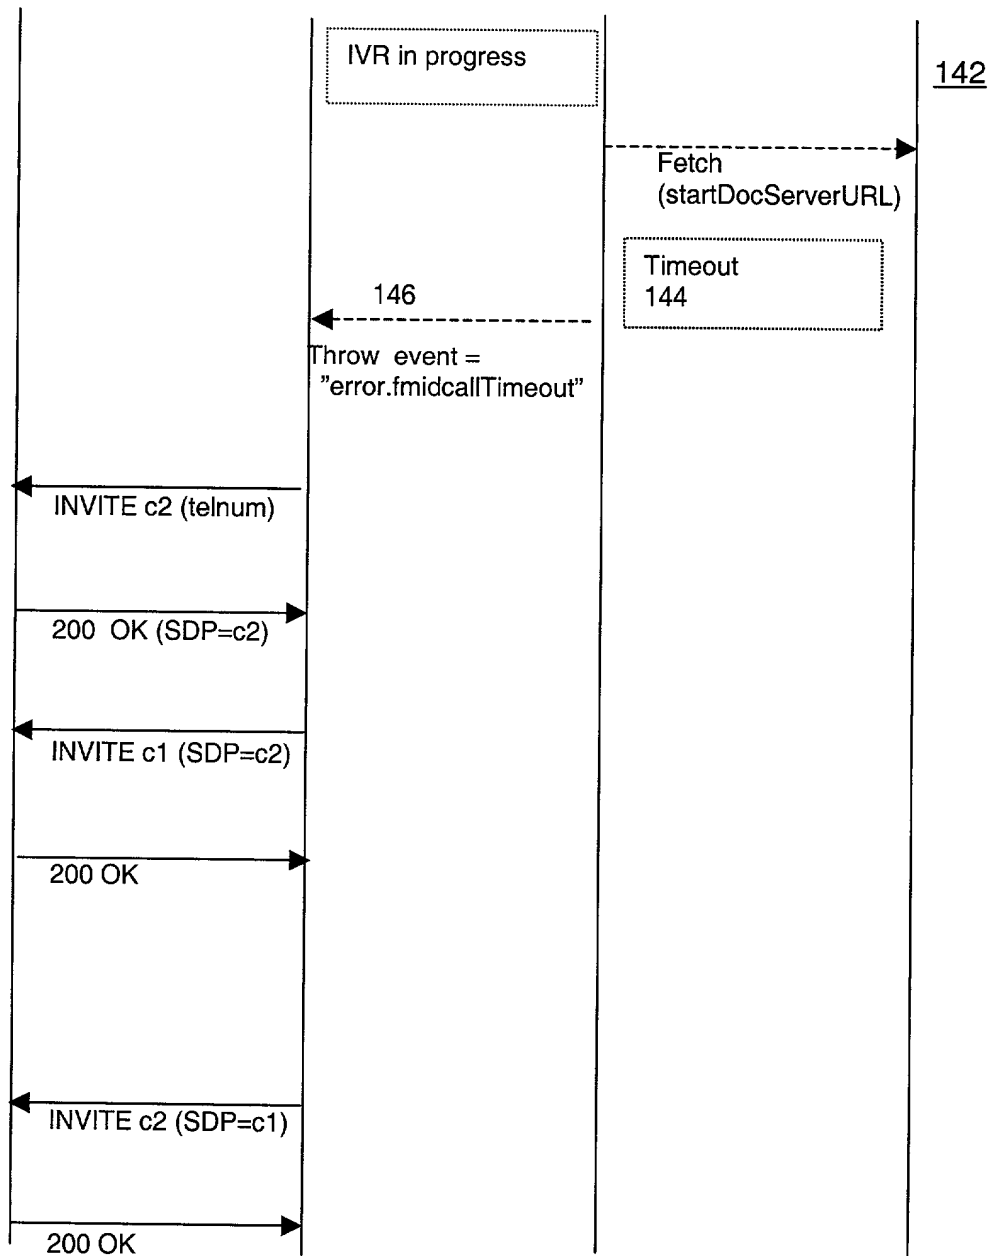 IVR in progress
142
Fetch
(startDocServerURL)
Timeout
144
146
Throw event =
"error.fmidcallTimeout”
INVITE c2 (telnum)
200 OK (SDP=c2)
INVITE c1 (SDP=c2)
200 OK
INVITE c2 (SDP=c1)
200 OK